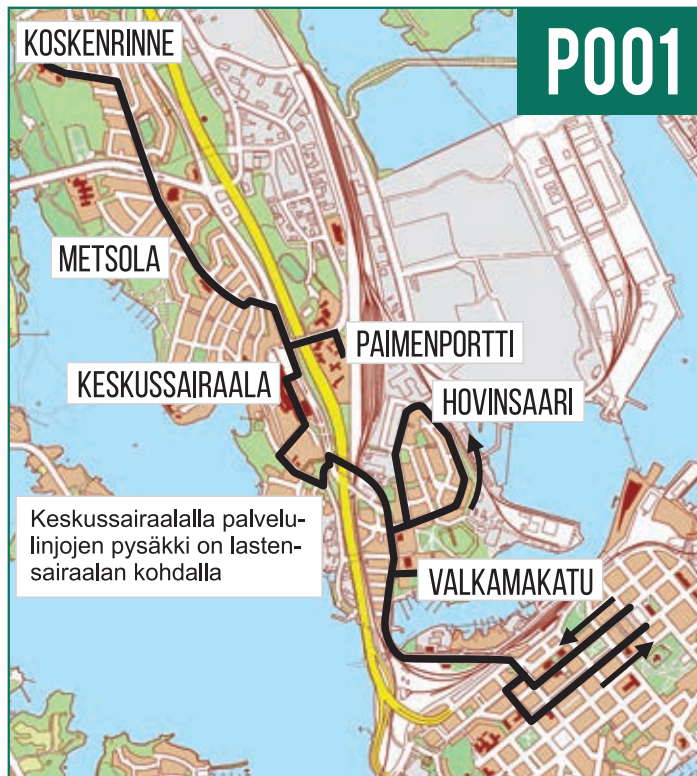 KOSKENRINNE
P001
METSOLA
PAIMENPORTTI
KESKUSSAIRAALA
HOVINSAARI
Keskussairaalalla palvelu-
linjojen pysäkki on lasten-
sairaalan kohdalla
VALKAMAKATU